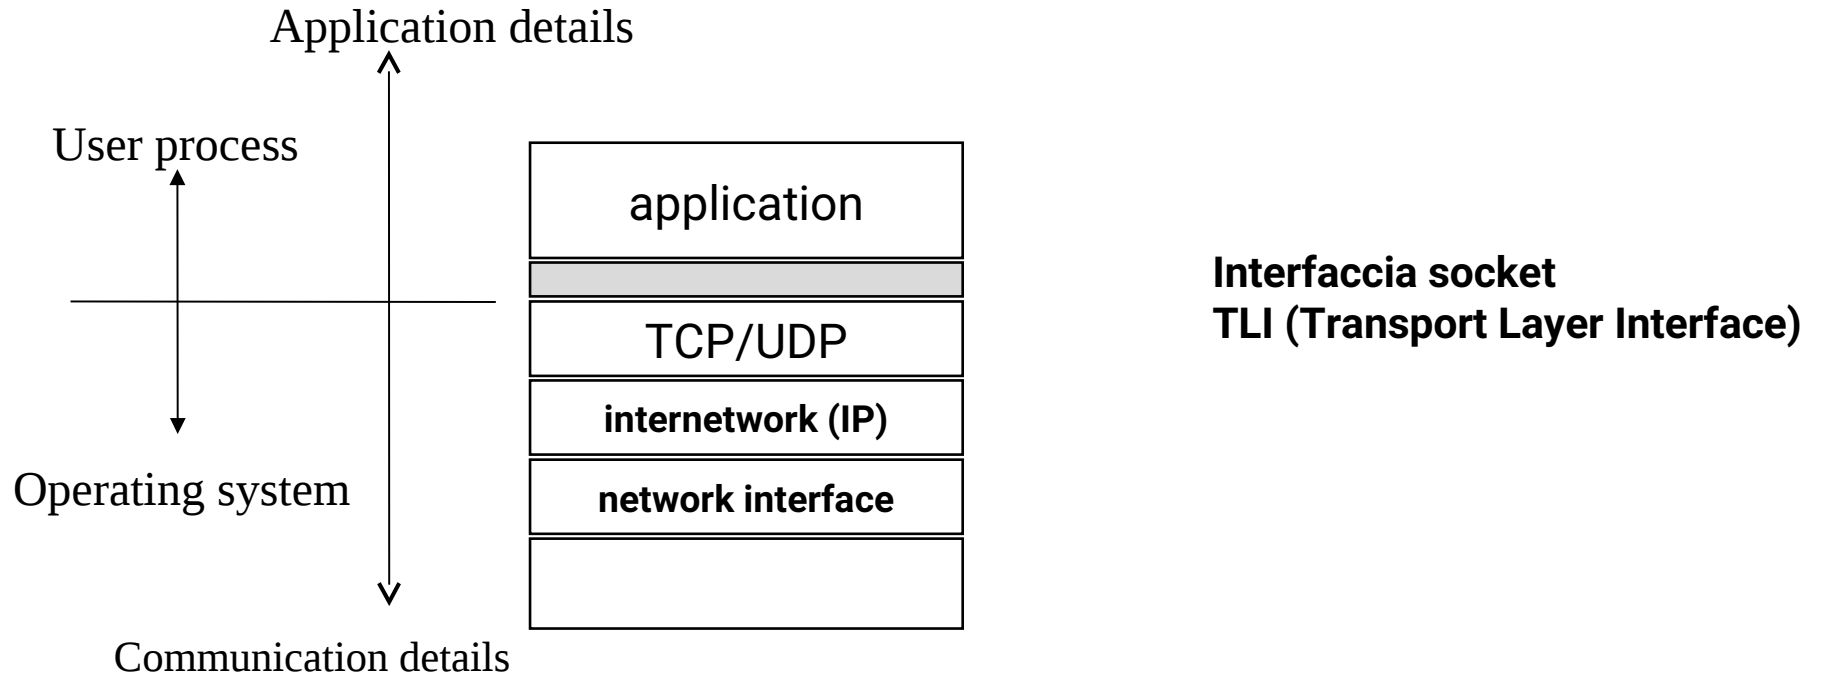 Application details
User process
application
Interfaccia socket
TLI (Transport Layer Interface)
TCP/UDP
internetwork (IP)
Operating system
network interface
Communication details